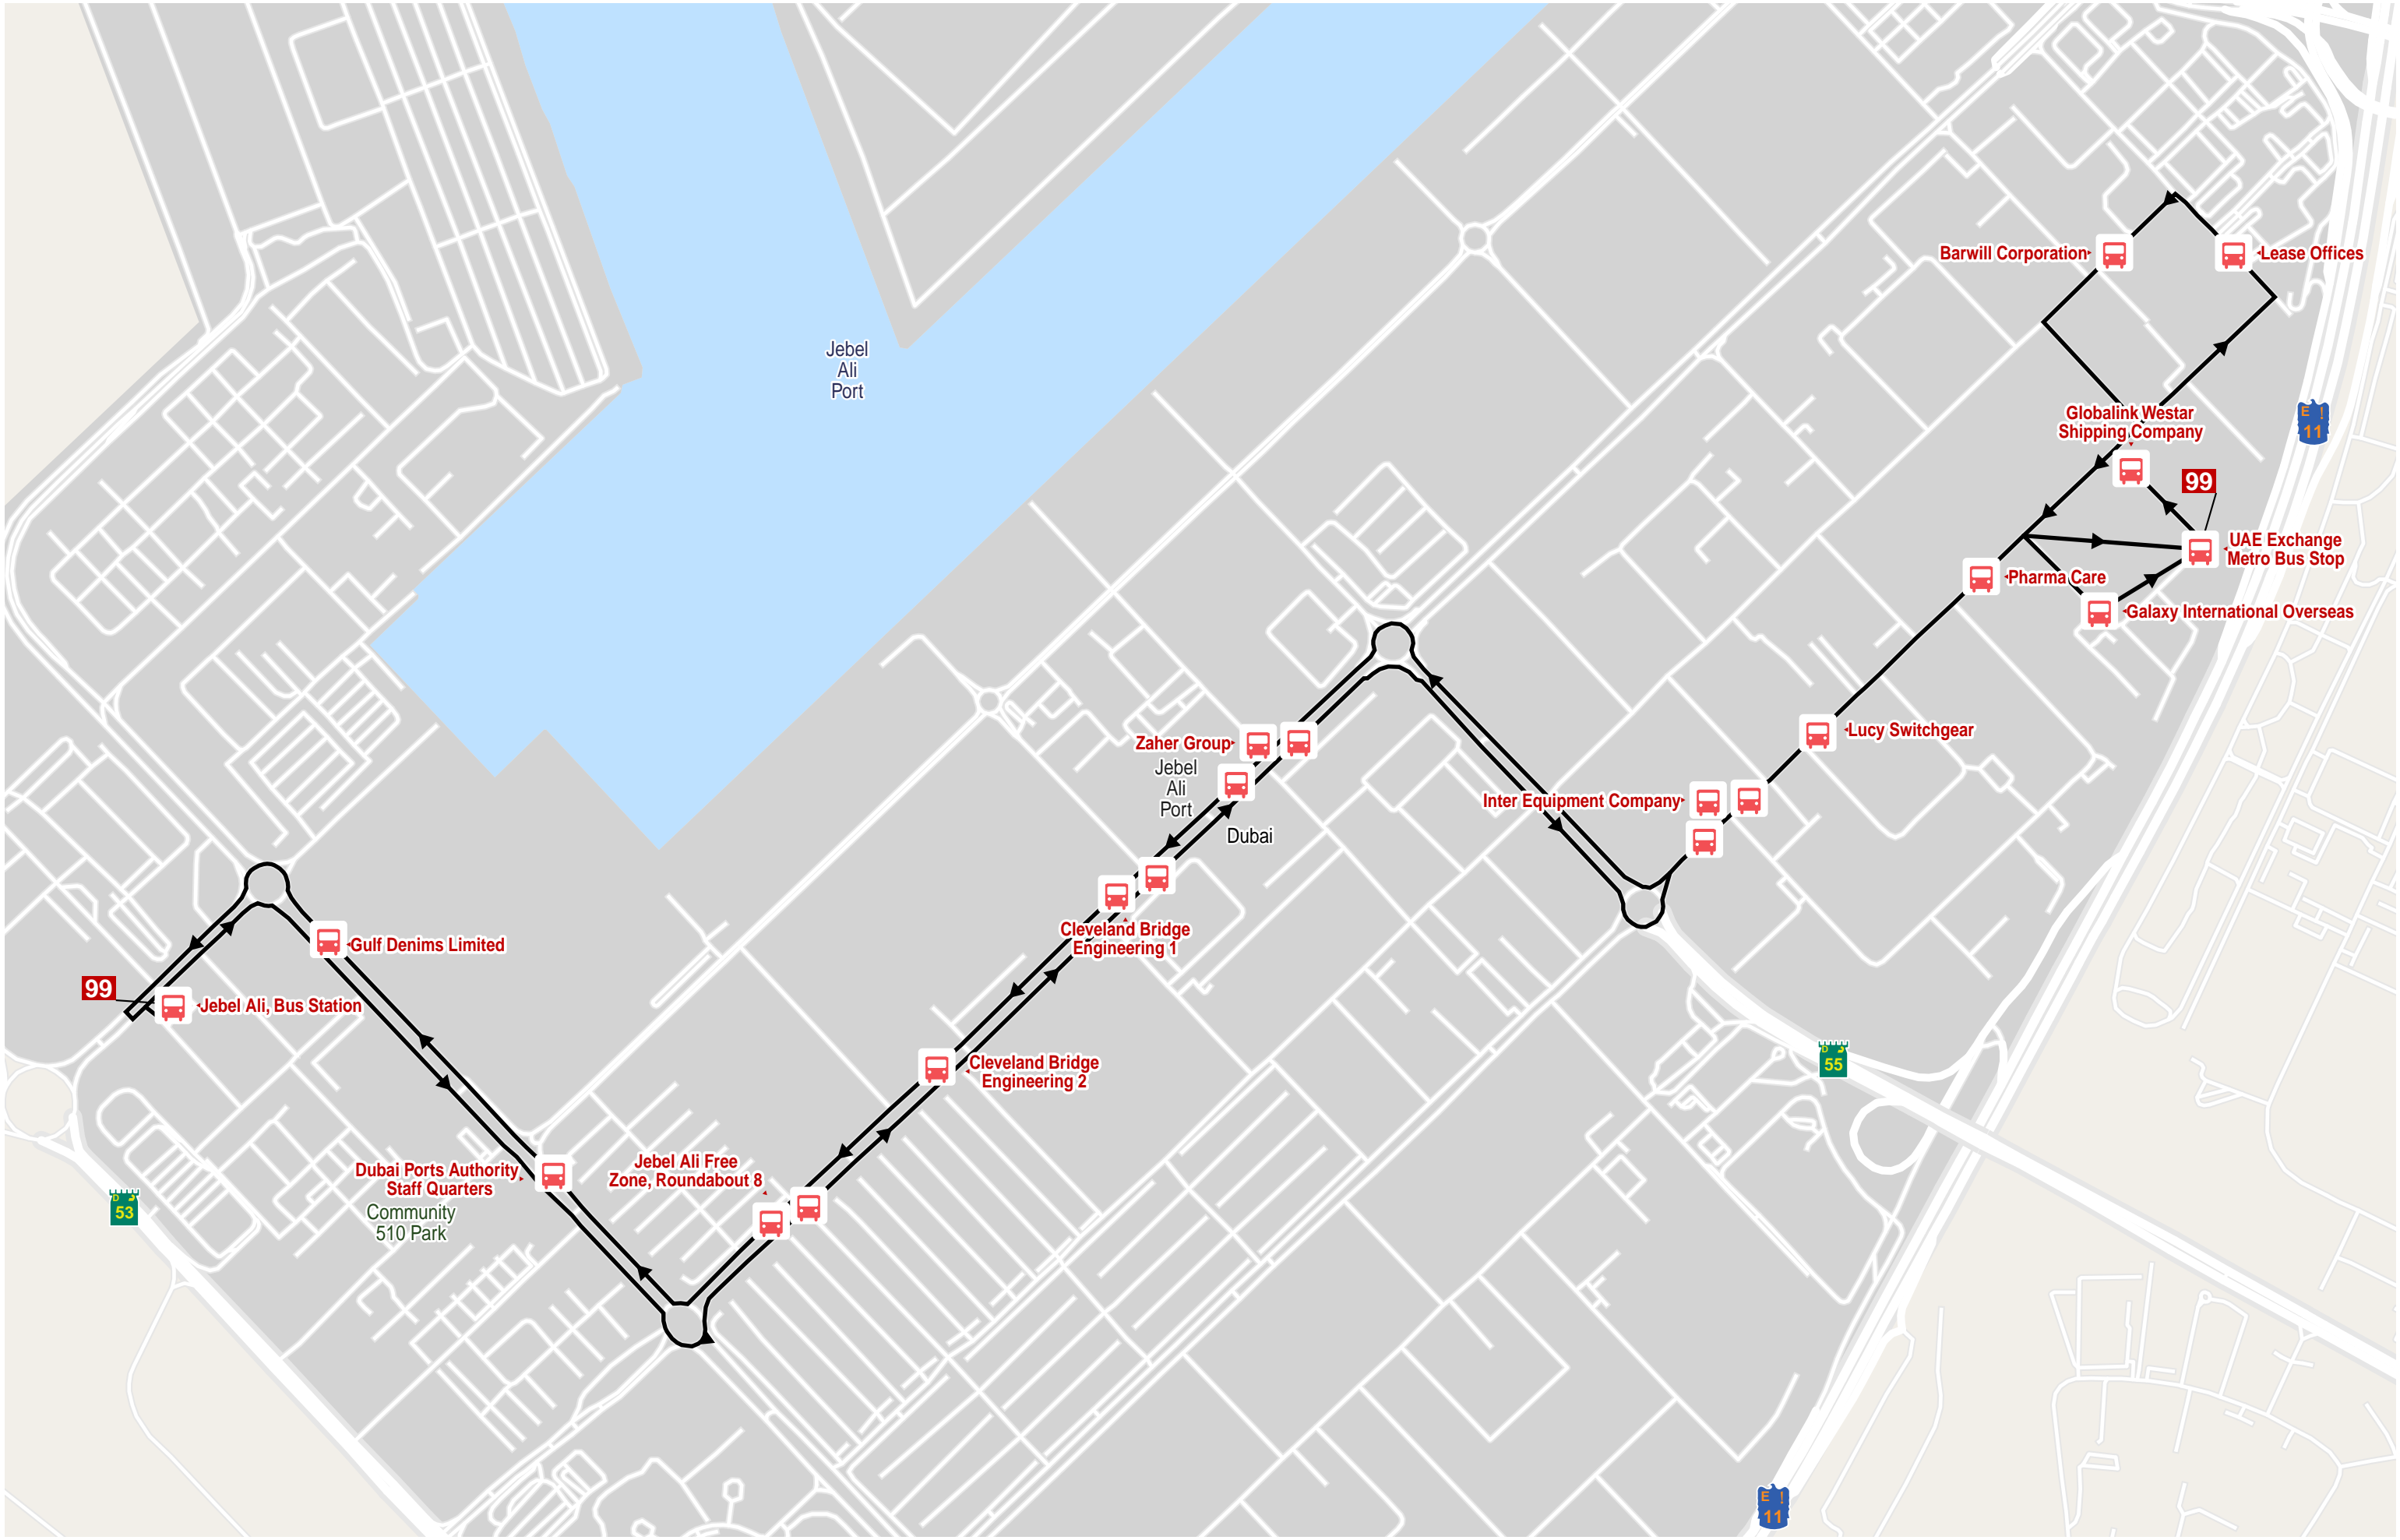 Barwill Corporation
Lease Offices
Jebel
Ali
Port
Globalink Westar
Shipping Company
E
11
99
UAE Exchange
Metro Bus Stop
Pharma Care
Galaxy International Overseas
Lucy Switchgear
Zaher Group
Jebel
Ali
Port
Inter Equipment Company
Dubai
Cleveland Bridge
Engineering 1
Gulf Denims Limited
99
Jebel Ali, Bus Station
Cleveland Bridge
Engineering 2
D
55
Jebel Ali Free
Zone, Roundabout 8
Dubai Ports Authority
Staff Quarters
D
53
Community
510 Park
E
11